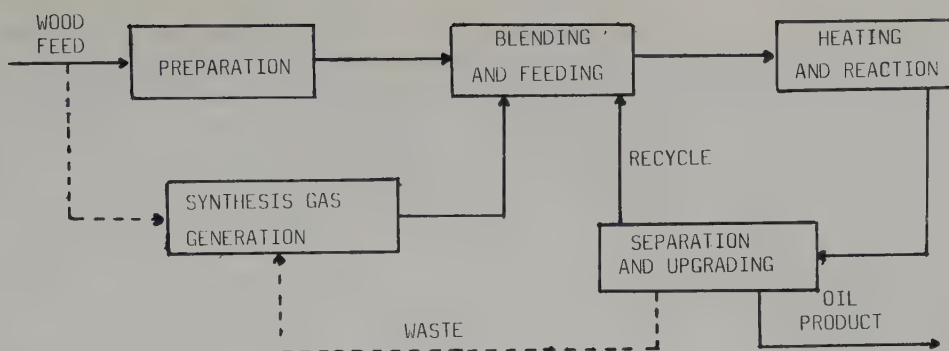 WOOD
FEED
PREPARATION
BLENDING
AND FEEDING
HEATING
AND REACTION
RECYCLE
SYNTHESIS GAS
GENERATION
SEPARATION
AND UPGRADING
OIL
PRODUCT
WASTE